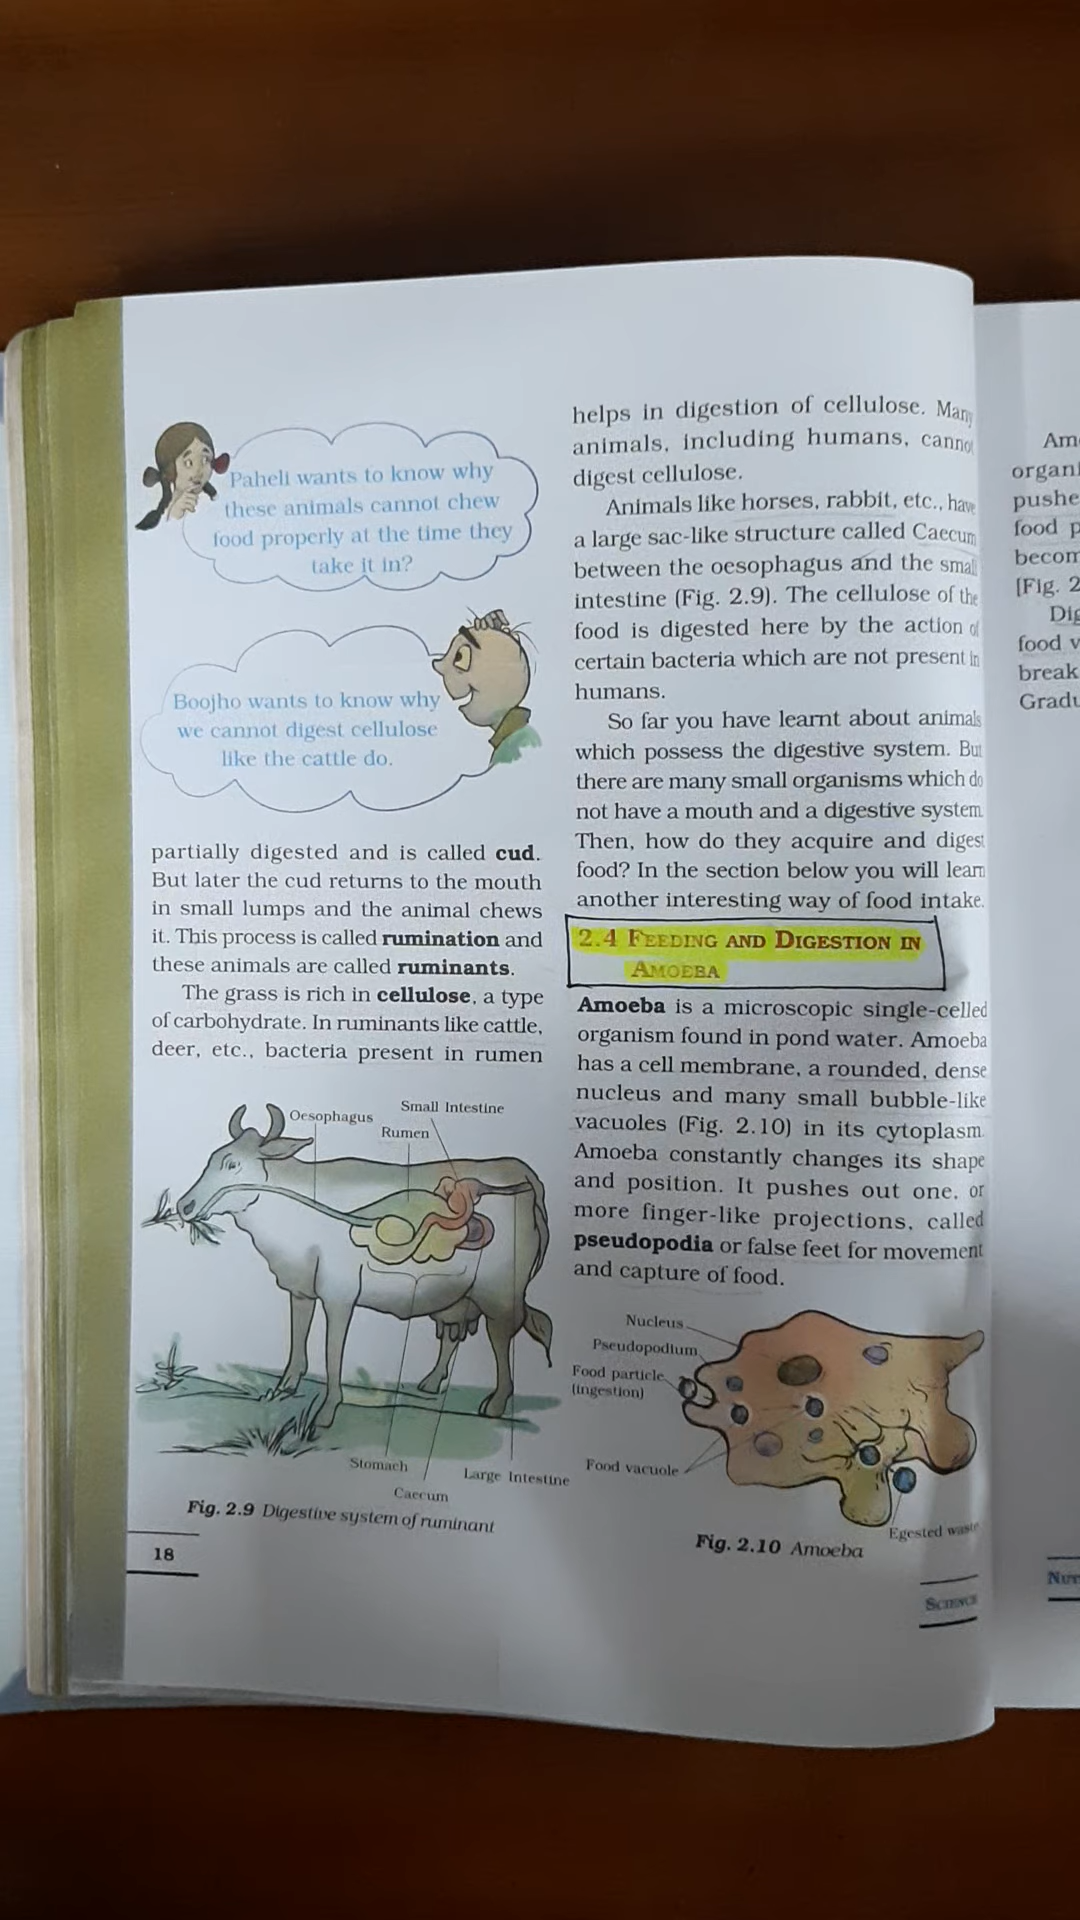 Paheli wants to know why
these animals cannot chew
food properly at the time they
take it in?
Boojho wants to know why
we cannot digest cellulose
like the cattle do.
partially digested and is called cud.
But later the cud returns to the mouth
in small lumps and the animal chews
it. This process is called rumination and
these animals are called ruminants.
The grass is rich in cellulose, a type
of carbohydrate. In ruminants like cattle,
deer, etc., bacteria present in rumen
Oesophagus
Small Intestine
Rumen
Stomach
Large Intestine
Caecum
Fig. 2.9 Digestive system of ruminant
18
helps in digestion of cellulose. Many
animals, including humans, cannot
digest cellulose.
Animals like horses, rabbit, etc., have
a large sac-like structure called Caecum
between the oesophagus and the small
intestine (Fig. 2.9). The cellulose of the
food is digested here by the action of
certain bacteria which are not present in
humans.
So far you have learnt about animals
which possess the digestive system. But
there are many small organisms which do
not have a mouth and a digestive system.
Then, how do they acquire and digest
food? In the section below you will learn
another interesting way of food intake.
2.4 FEEDING AND DIGESTION IN
AMOEBA
Amoeba is a microscopic single-celled
organism found in pond water. Amoeba
has a cell membrane, a rounded, dense
nucleus and many small bubble-like
vacuoles (Fig. 2.10) in its cytoplasm.
Amoeba constantly changes its shape
and position. It pushes out one, or
more finger-like projections, called
pseudopodia or false feet for movement
and capture of food.
Nucleus
Pseudopodium
Food particle
(ingestion)
Food vacuole
Egested waste
Fig. 2.10 Amoeba
SCIENCE
food
[Fig. 2
food
break